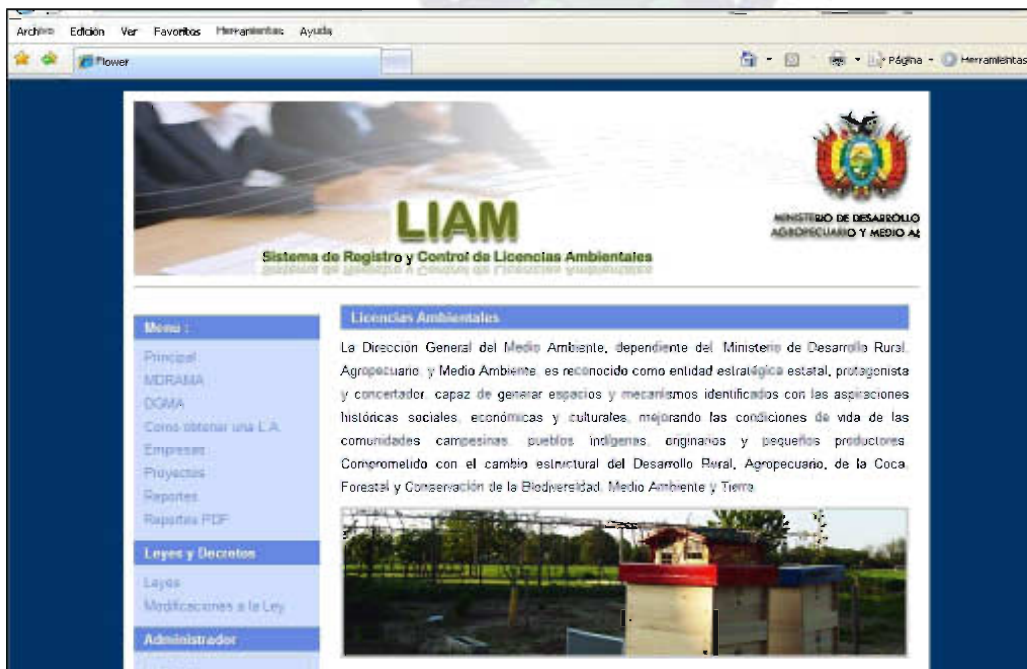 Archivo Edición Ver Favoritos Herramientas Ayuda
Flower
Página Herramientas
MINISTERIO DE DESARROLLO
AGROPECUARIO Y MEDIO
LIAM
Sistema de Registro y Control de Licencias Ambientales
Menu :
Principal
MDRAMA
DGMA
Como obtener una L.A.
Empresas
Proyectos
Reportes
Reportes PDF
Leyes y Decretos
Leyes
Modificaciones a la Ley
Administrador
Licencias Ambientales
La Dirección General del Medio Ambiente, dependiente del Ministerio de Desarrollo Rural,
Agropecuario, y Medio Ambiente, es reconocido como entidad estratégica estatal, protagonista
y concertador, capaz de generar espacios y mecanismos identificados con las aspiraciones
históricas sociales, económicas y culturales, mejorando las condiciones de vida de las
comunidades campesinas, pueblos indígenas, originarios y pequeños productores.
Comprometido con el cambio estructural del Desarrollo Rural, Agropecuario, de la Coca,
Forestal y Conservación de la Biodiversidad, Medio Ambiente y Tierra